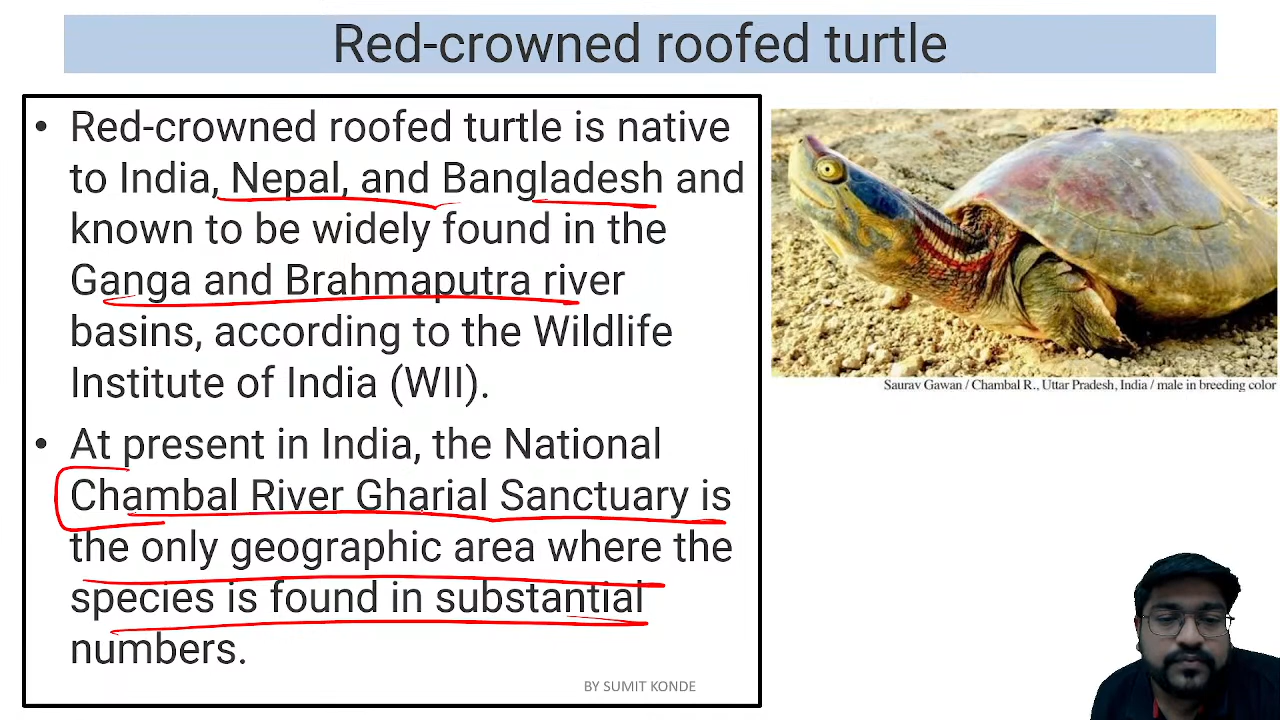 Red-crowned roofed turtle
• Red-crowned roofed turtle is native
to India, Nepal, and Bangladesh and
known to be widely found in the
Ganga and Brahmaputra river
basins, according to the Wildlife
Institute of India (WII).
• At present in India, the National
Chambal River Gharial Sanctuary is
the only geographic area where the
species is found in substantial
numbers.
Saurav Gawan / Chambal R., Uttar Pradesh, India / male in breeding color
BY SUMIT KONDE